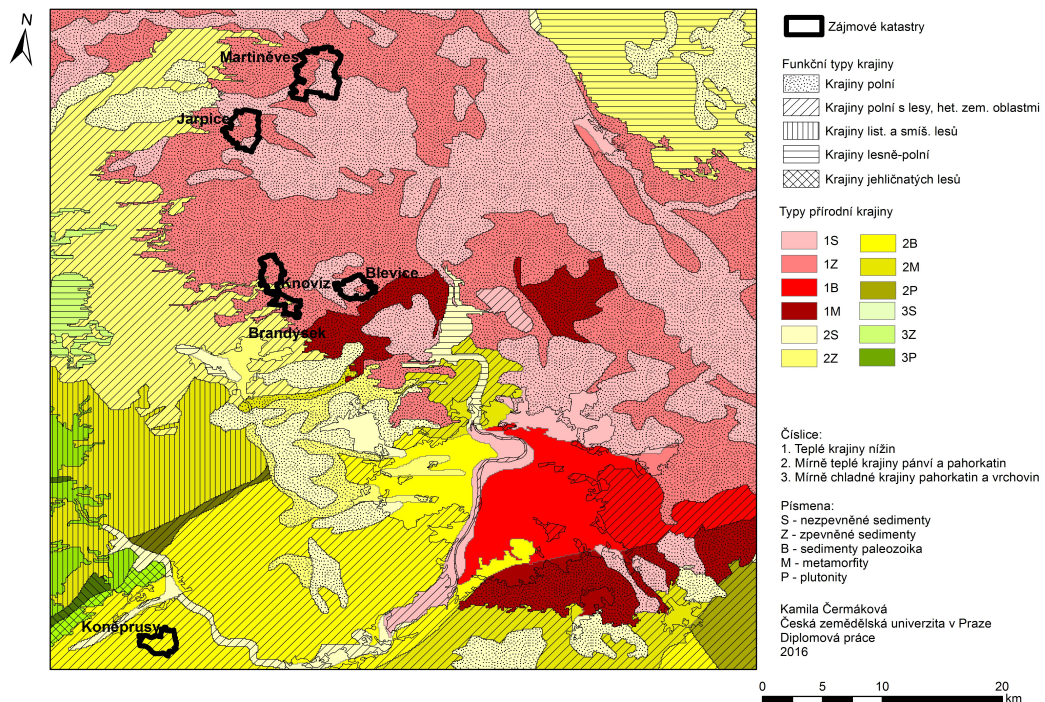 N
Martiněves
Jarpice
Knovíz
Blevice
Brandýsek
Koněprusy
Zájmové katastry
Funkční typy krajiny
Krajiny polní
Krajiny polní s lesy, het. zem. oblastmi
Krajiny list. a smíš. lesů
Krajiny lesně-polní
Krajiny jehličnatých lesů
Typy přírodní krajiny
1S
1Z
1B
1M
2S
2Z
2B
2M
2P
3S
3Z
3P
Číslice:
1. Teplé krajiny nížin
2. Mírně teplé krajiny pánví a pahorkatin
3. Mírně chladné krajiny pahorkatin a vrchovin
Písmena:
S - nezpevněné sedimenty
Z - zpevněné sedimenty
B - sedimenty paleozoika
M - metamorfity
P - plutonity
Kamila Čermáková
Česká zemědělská univerzita v Praze
Diplomová práce
2016
0 5 10 20
km